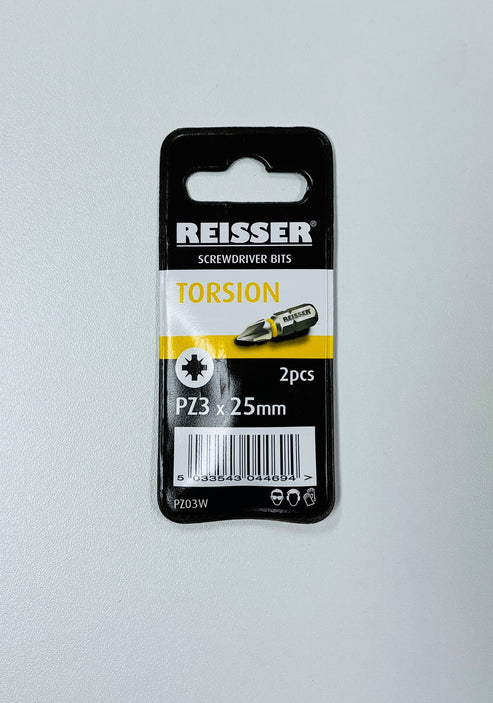 REISSER®
SCREWDRIVER BITS
TORSION
REISSER
2pcs
PZ3 x 25mm
5 033543 044694 >
PZ03W